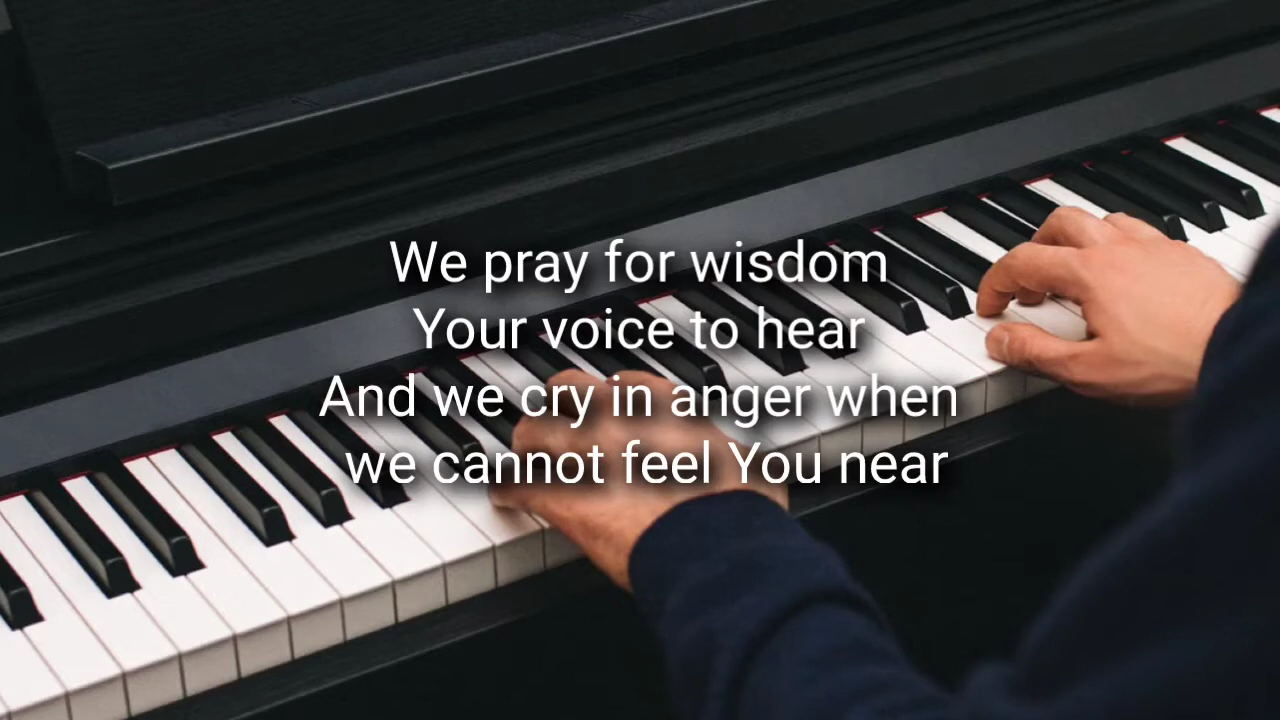 We pray for wisdom
Your voice to hear
And we cry in anger when
we cannot feel You near